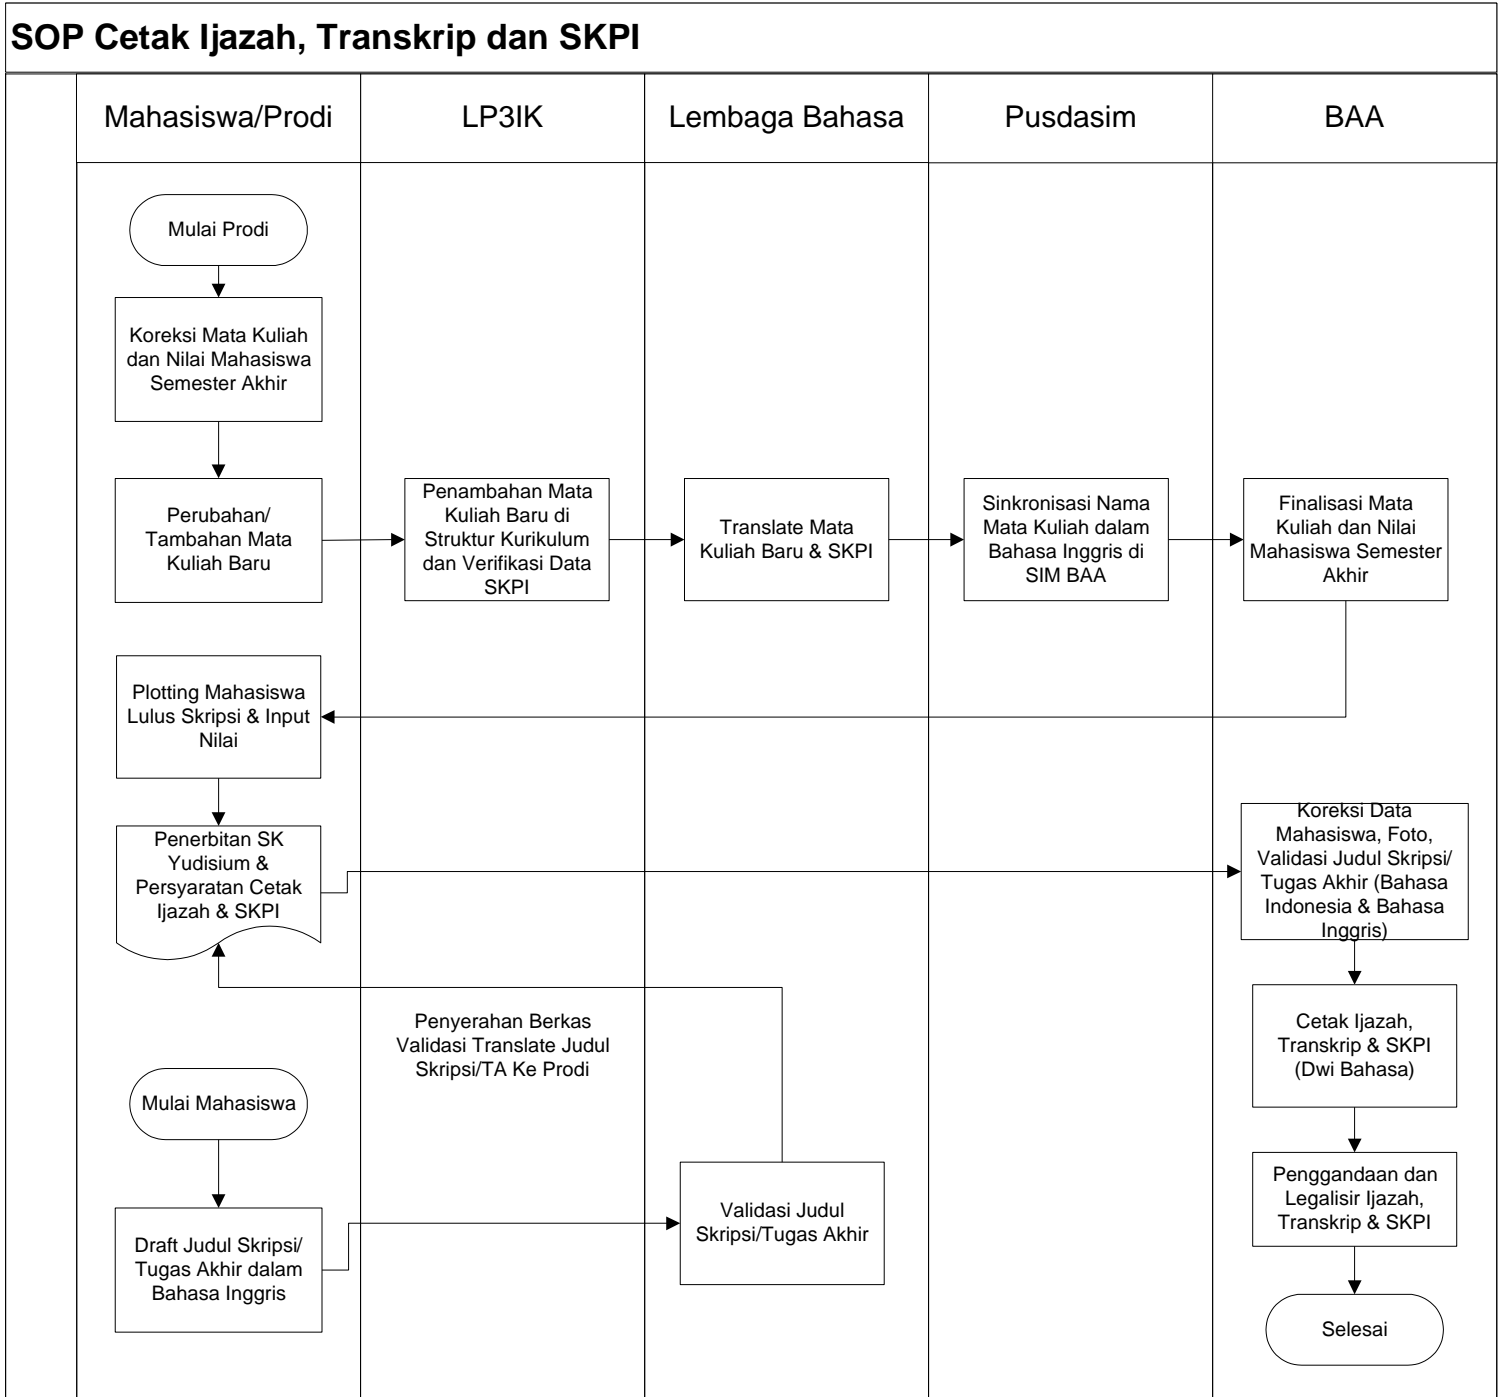 SOP Cetak Ijazah, Transkrip dan SKPI
Mahasiswa/Prodi
LP3IK
Lembaga Bahasa
Pusdasim
BAA
Mulai Prodi
Koreksi Mata Kuliah
dan Nilai Mahasiswa
Semester Akhir
Perubahan/
Tambahan Mata
Kuliah Baru
Penambahan Mata
Kuliah Baru di
Struktur Kurikulum
dan Verifikasi Data
SKPI
Translate Mata
Kuliah Baru & SKPI
Sinkronisasi Nama
Mata Kuliah dalam
Bahasa Inggris di
SIM BAA
Finalisasi Mata
Kuliah dan Nilai
Mahasiswa Semester
Akhir
Plotting Mahasiswa
Lulus Skripsi & Input
Nilai
Penerbitan SK
Yudisium &
Persyaratan Cetak
Ijazah & SKPI
Koreksi Data
Mahasiswa, Foto,
Validasi Judul Skripsi/
Tugas Akhir (Bahasa
Indonesia & Bahasa
Inggris)
Penyerahan Berkas
Validasi Translate Judul
Skripsi/TA Ke Prodi
Cetak Ijazah,
Transkrip & SKPI
(Dwi Bahasa)
Mulai Mahasiswa
Draft Judul Skripsi/
Tugas Akhir dalam
Bahasa Inggris
Validasi Judul
Skripsi/Tugas Akhir
Penggandaan dan
Legalisir Ijazah,
Transkrip & SKPI
Selesai